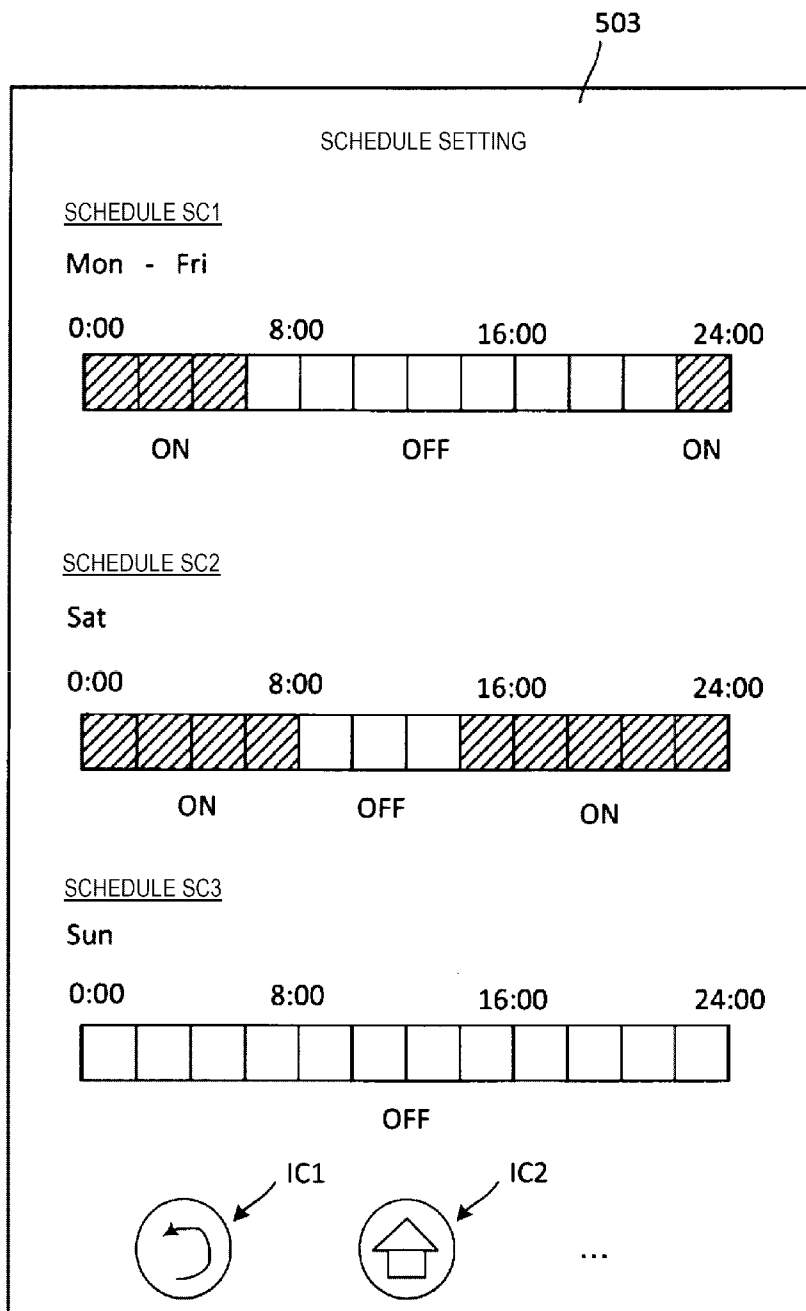 503
SCHEDULE SETTING
SCHEDULE SC1
Mon - Fri
0:00 8:00 16:00 24:00
ON OFF ON
SCHEDULE SC2
Sat
0:00 8:00 16:00 24:00
ON OFF ON
SCHEDULE SC3
Sun
0:00 8:00 16:00 24:00
OFF
IC1 IC2
...